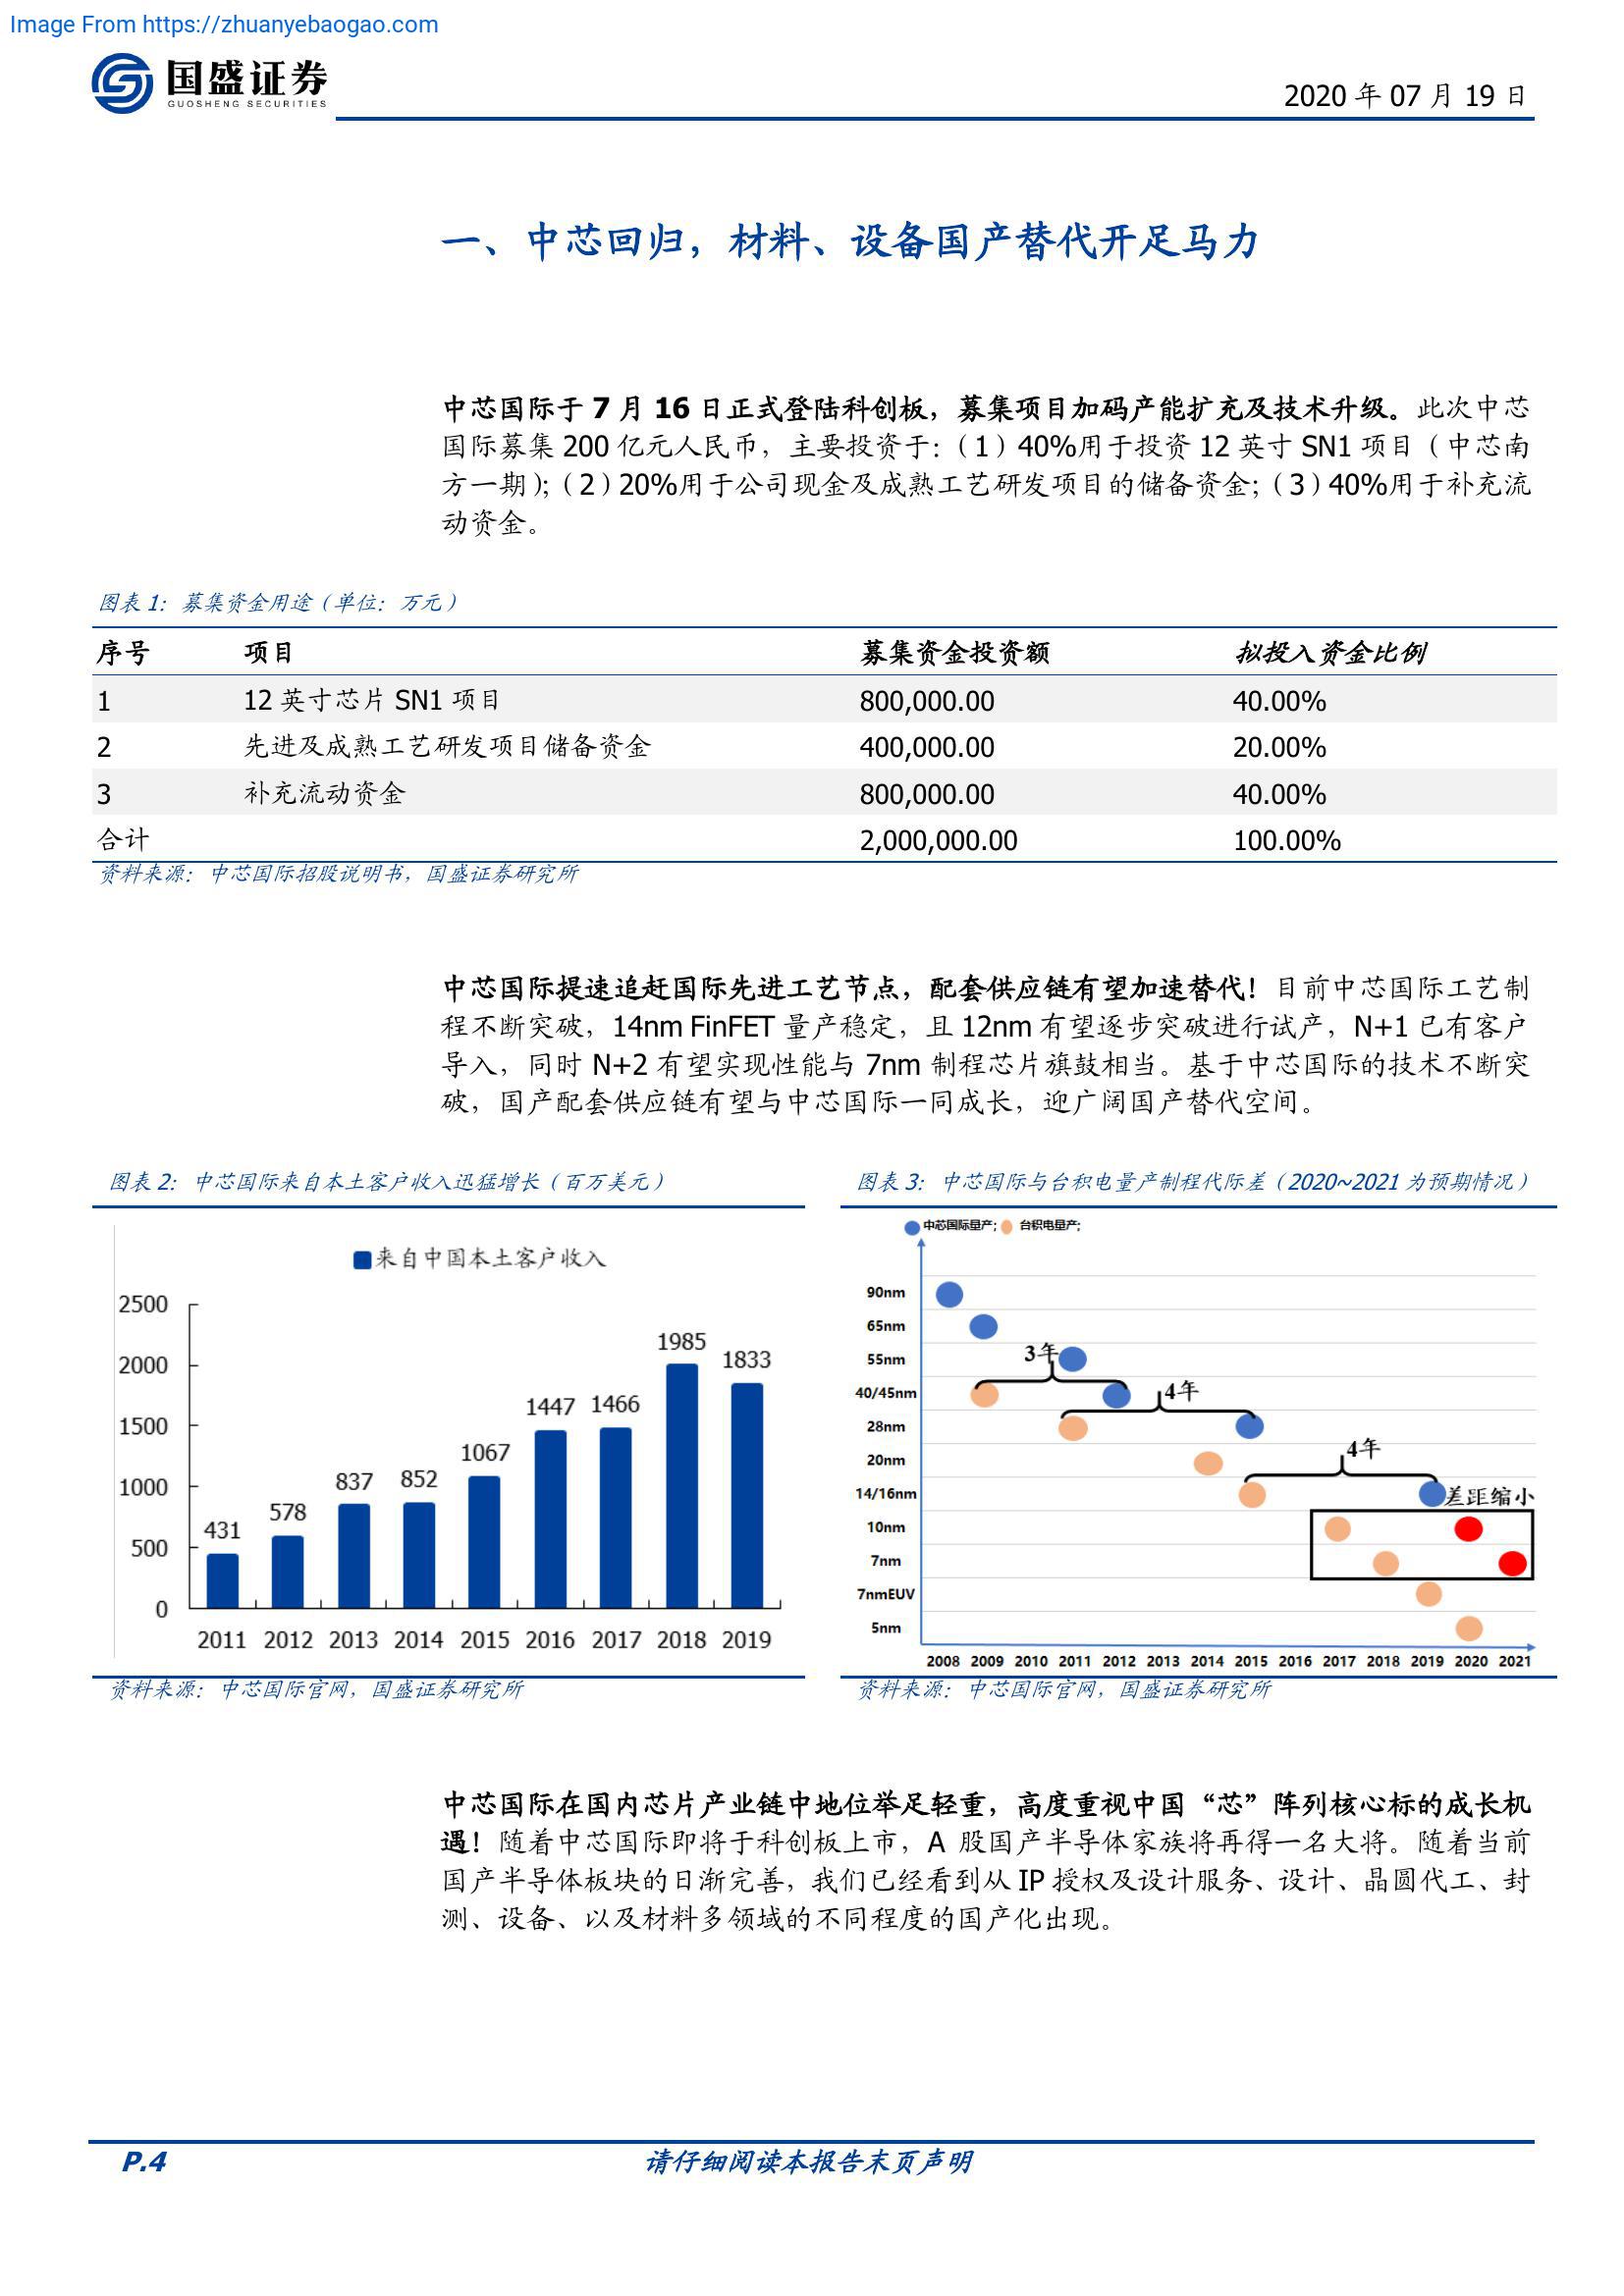 Image From https://zhuanyebaogao.com
国盛证券
GUOSHENG SECURITIES
2020 年 07 月 19 日
一、中芯回归，材料、设备国产替代开足马力
中芯国际于 7 月 16 日正式登陆科创板，募集项目加码产能扩充及技术升级。此次中芯
国际募集 200 亿元人民币，主要投资于：（1）40%用于投资 12 英寸 SN1 项目（中芯南
方一期）；（2）20%用于公司现金及成熟工艺研发项目的储备资金；（3）40%用于补充流
动资金。
图表 1：募集资金用途（单位：万元）
序号 项目 募集资金投资额 拟投入资金比例
1 12 英寸芯片 SN1 项目 800,000.00 40.00%
2 先进及成熟工艺研发项目储备资金 400,000.00 20.00%
3 补充流动资金 800,000.00 40.00%
合计 2,000,000.00 100.00%
资料来源：中芯国际招股说明书，国盛证券研究所
中芯国际提速追赶国际先进工艺节点，配套供应链有望加速替代！目前中芯国际工艺制
程不断突破，14nm FinFET 量产稳定，且 12nm 有望逐步突破进行试产，N+1 已有客户
导入，同时 N+2 有望实现性能与 7nm 制程芯片旗鼓相当。基于中芯国际的技术不断突
破，国产配套供应链有望与中芯国际一同成长，迎广阔国产替代空间。
图表 2：中芯国际来自本土客户收入迅猛增长（百万美元）
来自中国本土客户收入
2500
2000
1500
1000
500
0
431
578
837
852
1067
1447
1466
1985
1833
2011 2012 2013 2014 2015 2016 2017 2018 2019
资料来源：中芯国际官网，国盛证券研究所
图表 3：中芯国际与台积电量产制程代际差（2020~2021 为预期情况）
中芯国际量产; 台积电量产;
90nm
65nm
55nm
3年
40/45nm
4年
28nm
20nm
4年
14/16nm
差距缩小
10nm
7nm
7nmEUV
5nm
2008 2009 2010 2011 2012 2013 2014 2015 2016 2017 2018 2019 2020 2021
资料来源：中芯国际官网，国盛证券研究所
中芯国际在国内芯片产业链中地位举足轻重，高度重视中国“芯”阵列核心标的成长机
遇！随着中芯国际即将于科创板上市，A 股国产半导体家族将再得一名大将。随着当前
国产半导体板块的日渐完善，我们已经看到从 IP 授权及设计服务、设计、晶圆代工、封
测、设备、以及材料多领域的不同程度的国产化出现。
P.4
请仔细阅读本报告末页声明